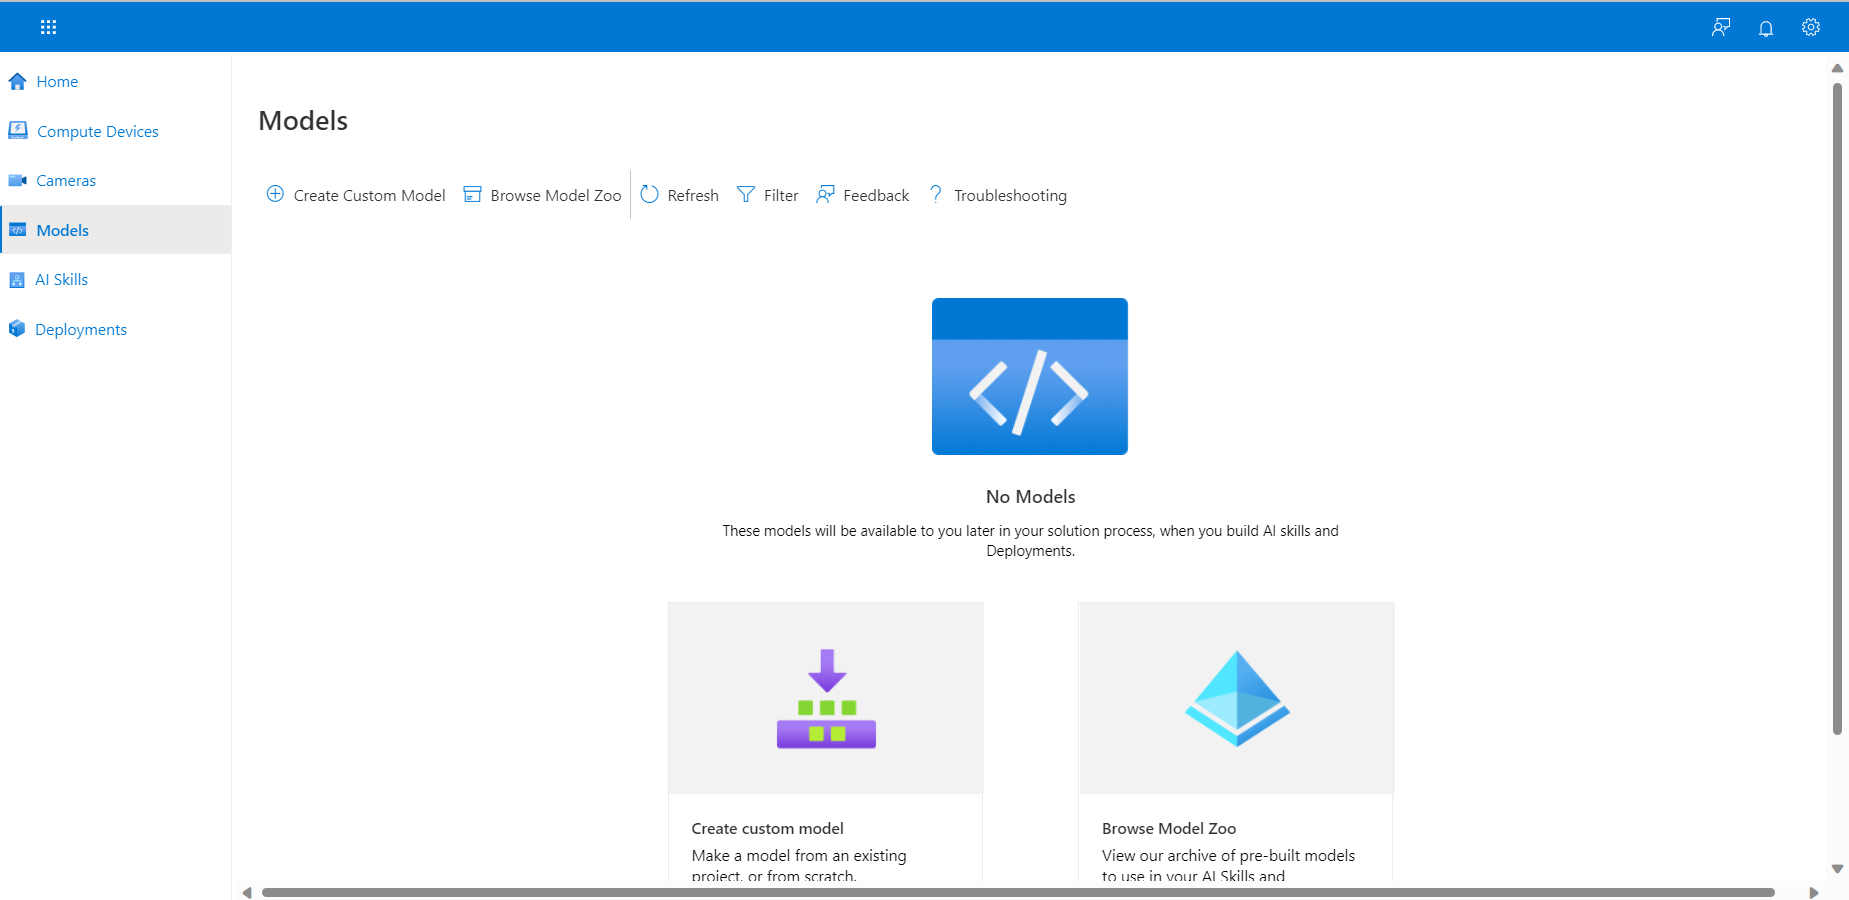 Home
Compute Devices
Cameras
Models
AI Skills
Deployments
Models
Create Custom Model Browse Model Zoo Refresh Filter Feedback ? Troubleshooting
</>
No Models
These models will be available to you later in your solution process, when you build AI skills and
Deployments.
Create custom model
Make a model from an existing
project, or from scratch.
Browse Model Zoo
View our archive of pre-built models
to use in your AI Skills and